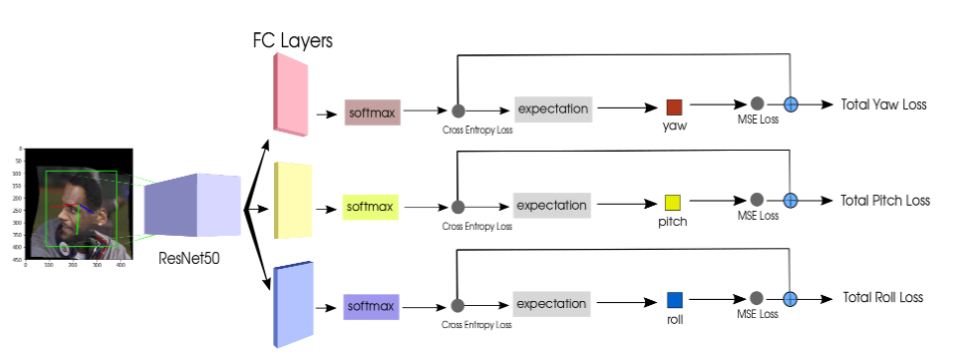 FC Layers
softmax
Cross Entropy Loss
expectation
yaw
MSE Loss
Total Yaw Loss
0
50
100
150
200
250
300
350
400
450
0
200
300
400
ResNet50
softmax
Cross Entropy Loss
expectation
pitch
MSE Loss
Total Pitch Loss
softmax
Cross Entropy Loss
expectation
roll
MSE Loss
Total Roll Loss